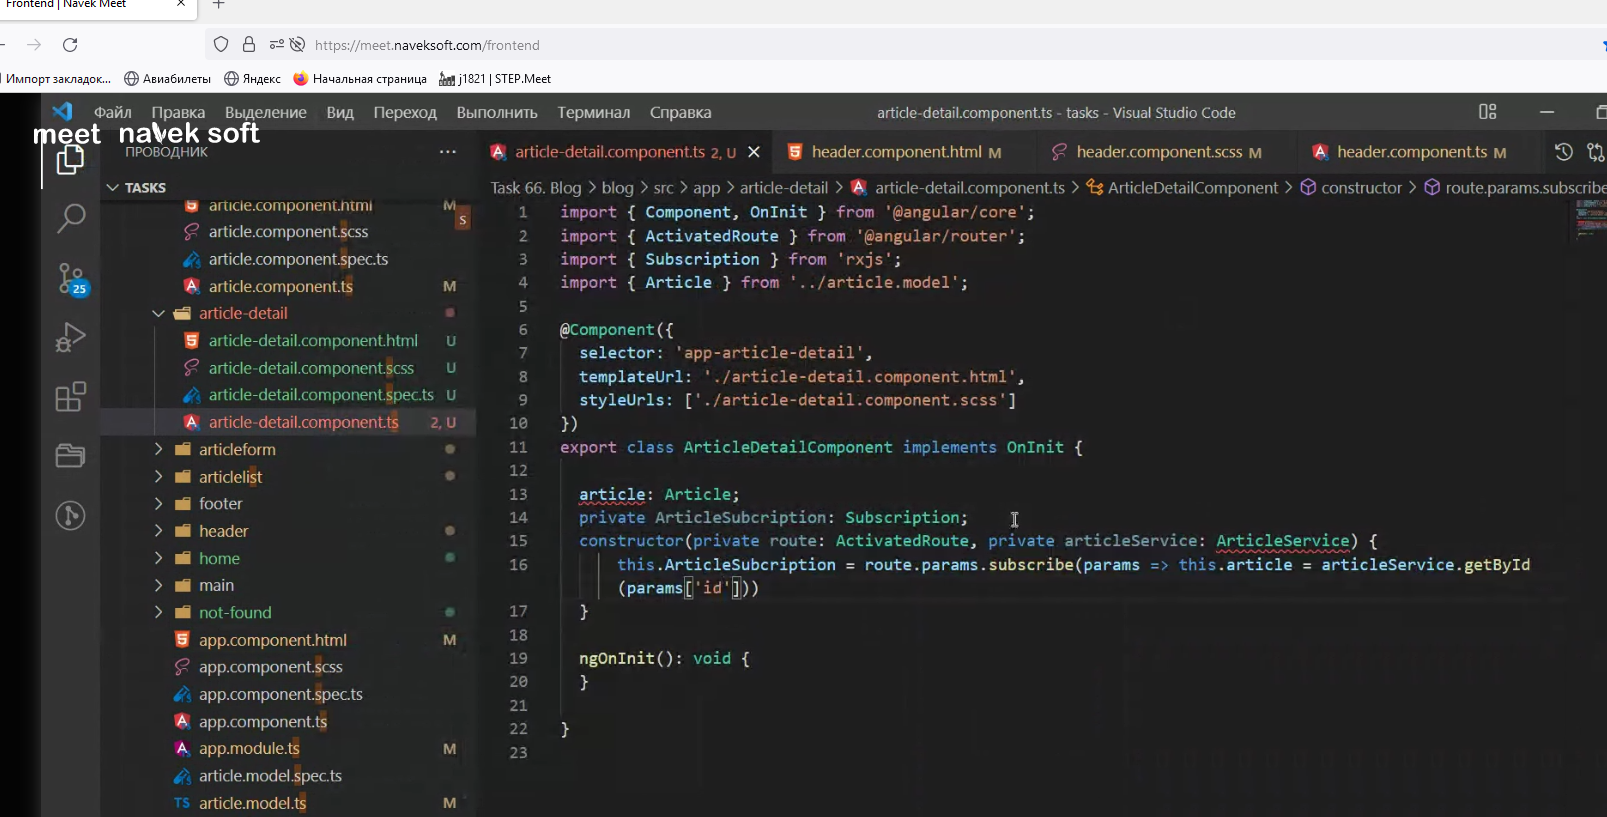 Frontend | Navek Meet
https://meet.naveksoft.com/frontend
Импорт закладок...
Авиабилеты
Яндекс
Начальная страница
j1821 | STEP.Meet
Файл Правка Выделение Вид Переход Выполнить Терминал Справка
article-detail.component.ts - tasks - Visual Studio Code
meet navek soft
ПРОВОДНИК
article-detail.component.ts 2, U
header.component.html M
header.component.scss M
header.component.ts M
TASKS
Task 66. Blog > blog > src > app > article-detail > article-detail.component.ts > ArticleDetailComponent > constructor > route.params.subscribe
article.component.html M
s
article.component.scss
article.component.spec.ts
article.component.ts M
25
article-detail
article-detail.component.html U
article-detail.component.scss U
article-detail.component.spec.ts U
article-detail.component.ts 2, U
articleform
articlelist
footer
header
home
main
not-found
app.component.html M
app.component.scss
app.component.spec.ts
app.component.ts
app.module.ts M
article.model.spec.ts
TS article.model.ts M
1 import { Component, OnInit } from '@angular/core';
2 import { ActivatedRoute } from '@angular/router';
3 import { Subscription } from 'rxjs';
4 import { Article } from '../article.model';
5
6 @Component({
7 selector: 'app-article-detail',
8 templateUrl: './article-detail.component.html',
9 styleUrls: ['./article-detail.component.scss']
10 })
11 export class ArticleDetailComponent implements OnInit {
12
13 article: Article;
14 private ArticleSubcription: Subscription;
15 constructor(private route: ActivatedRoute, private articleService: ArticleService) {
16 this.ArticleSubcription = route.params.subscribe(params => this.article = articleService.getById
(params['id']))
17 }
18
19 ngOnInit(): void {
20 }
21
22 }
23